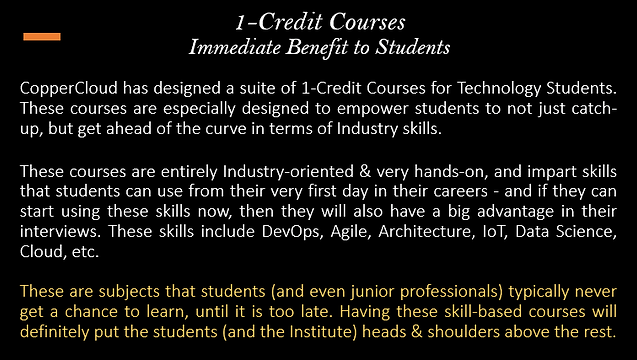 1-Credit Courses
Immediate Benefit to Students
CopperCloud has designed a suite of 1-Credit Courses for Technology Students.
These courses are especially designed to empower students to not just catch-
up, but get ahead of the curve in terms of Industry skills.
These courses are entirely Industry-oriented & very hands-on, and impart skills
that students can use from their very first day in their careers - and if they can
start using these skills now, then they will also have a big advantage in their
interviews. These skills include DevOps, Agile, Architecture, IoT, Data Science,
Cloud, etc.
These are subjects that students (and even junior professionals) typically never
get a chance to learn, until it is too late. Having these skill-based courses will
definitely put the students (and the Institute) heads & shoulders above the rest.